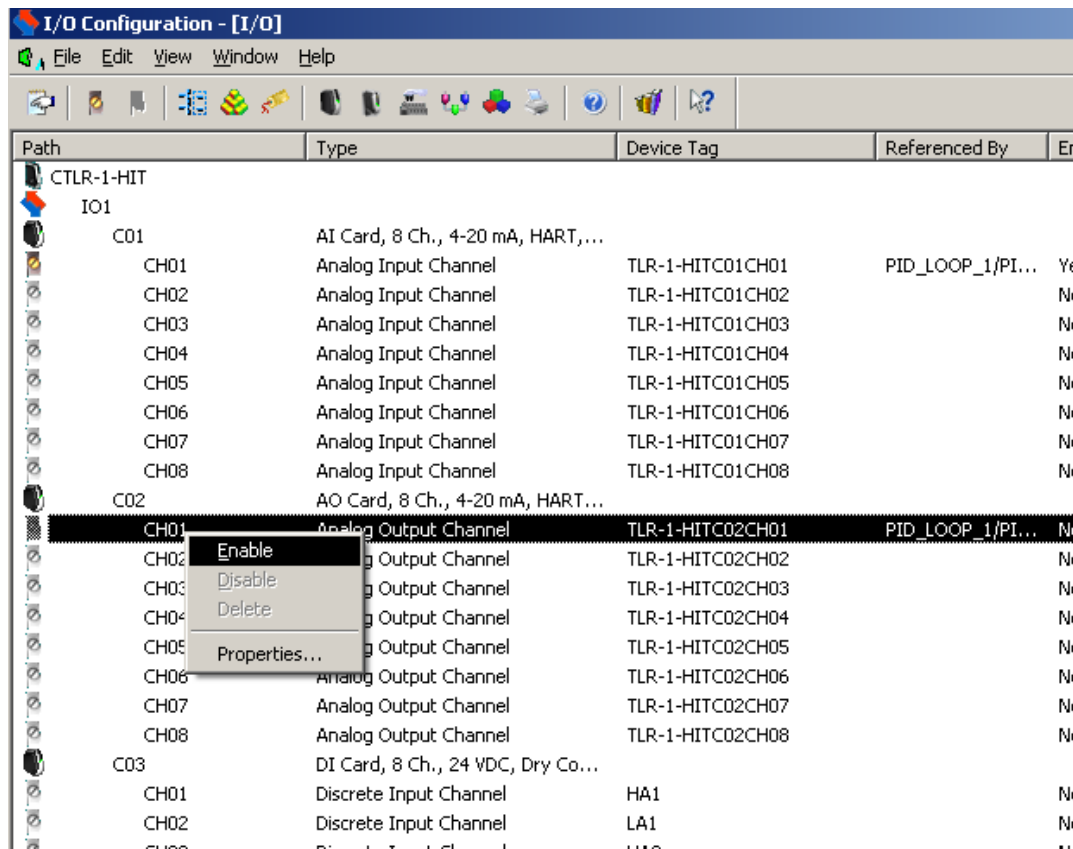 I/O Configuration - [I/O]
File Edit View Window Help
Path Type Device Tag Referenced By
CTLR-1-HIT
IO1
C01 AI Card, 8 Ch., 4-20 mA, HART,...
CH01 Analog Input Channel TLR-1-HITC01CH01 PID_LOOP_1/PI...
CH02 Analog Input Channel TLR-1-HITC01CH02
CH03 Analog Input Channel TLR-1-HITC01CH03
CH04 Analog Input Channel TLR-1-HITC01CH04
CH05 Analog Input Channel TLR-1-HITC01CH05
CH06 Analog Input Channel TLR-1-HITC01CH06
CH07 Analog Input Channel TLR-1-HITC01CH07
CH08 Analog Input Channel TLR-1-HITC01CH08
C02 AO Card, 8 Ch., 4-20 mA, HART...
CH01 Analog Output Channel TLR-1-HITC02CH01 PID_LOOP_1/PI...
CH02 Output Channel TLR-1-HITC02CH02
CH03 Output Channel TLR-1-HITC02CH03
CH04 Output Channel TLR-1-HITC02CH04
CH05 Output Channel TLR-1-HITC02CH05
CH06 Analog Output Channel TLR-1-HITC02CH06
CH07 Analog Output Channel TLR-1-HITC02CH07
CH08 Analog Output Channel TLR-1-HITC02CH08
Enable
Disable
Delete
Properties...
C03 DI Card, 8 Ch., 24 VDC, Dry Co...
CH01 Discrete Input Channel HA1
CH02 Discrete Input Channel LA1